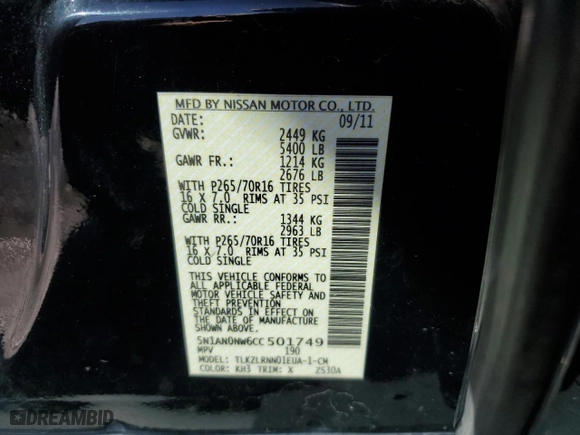 MFD BY NISSAN MOTOR CO., LTD.
DATE: 09/11
GVWR: 2449 KG
5400 LB
GAWR FR.: 1214 KG
2676 LB
WITH P265/70R16 TIRES
16 X 7.0 RIMS AT 35 PSI
COLD SINGLE
GAWR RR.: 1344 KG
2963 LB
WITH P265/70R16 TIRES
16 X 7.0 RIMS AT 35 PSI
COLD SINGLE
THIS VEHICLE CONFORMS TO
ALL APPLICABLE FEDERAL
MOTOR VEHICLE SAFETY AND
AND THEFT PREVENTION
STANDARDS IN EFFECT ON
THE DATE OF MANUFACTURE
SHOWN ABOVE.
5N1AN0NW6CC501749
MPV 190
MODEL: TLKZLRNN01EUA-1-CM
COLOR: KH3 TRIM: X ZS30A
DREAMBID